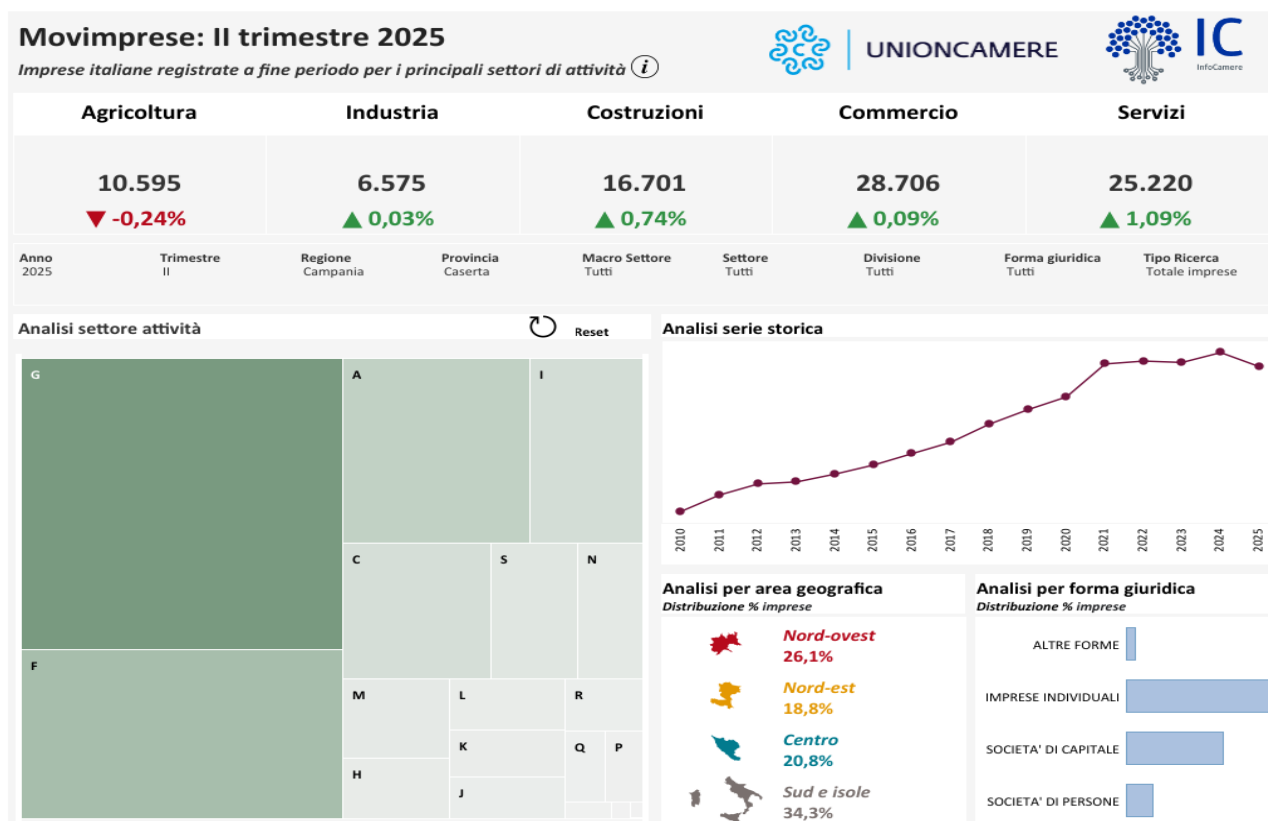 Movimprese: II trimestre 2025
Imprese italiane registrate a fine periodo per i principali settori di attività i
UNIONCAMERE
IC
InfoCamere
Agricoltura Industria Costruzioni Commercio Servizi
10.595 6.575 16.701 28.706 25.220
▼ -0,24% ▲ 0,03% ▲ 0,74% ▲ 0,09% ▲ 1,09%
Anno Trimestre Regione Provincia Macro Settore Settore Divisione Forma giuridica Tipo Ricerca
2025 II Campania Caserta Tutti Tutti Tutti Tutti Totale imprese
Analisi settore attività
Reset
G
A
I
C
S
N
F
M
L
R
K
Q
P
H
J
Analisi serie storica
2010 2011 2012 2013 2014 2015 2016 2017 2018 2019 2020 2021 2022 2023 2024 2025
Analisi per area geografica
Distribuzione % imprese
Nord-ovest
26,1%
Nord-est
18,8%
Centro
20,8%
Sud e isole
34,3%
Analisi per forma giuridica
Distribuzione % imprese
ALTRE FORME
IMPRESE INDIVIDUALI
SOCIETA' DI CAPITALE
SOCIETA' DI PERSONE